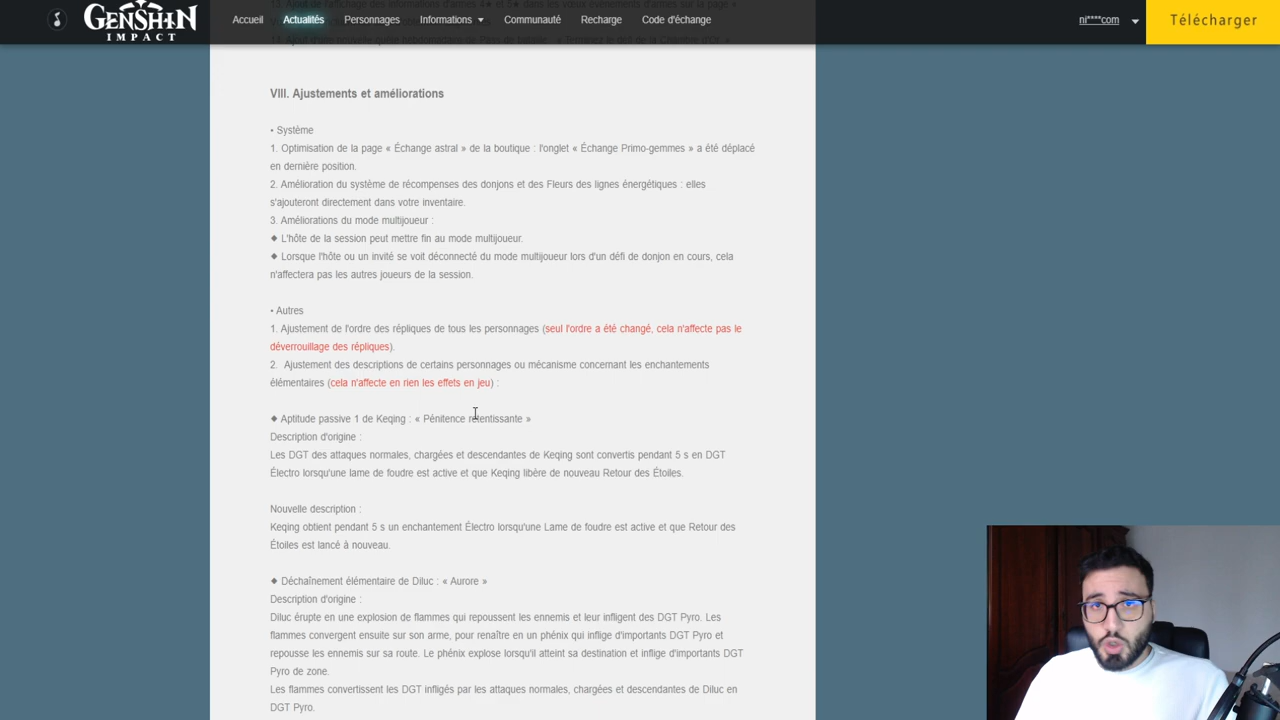 GENSHIN
IMPACT
Accueil
Actualités
Personnages
Informations
Communauté
Recharge
Code d'échange
ni****com
Télécharger
VIII. Ajustements et améliorations
• Système
1. Optimisation de la page « Échange astral » de la boutique : l'onglet « Échange Primo-gemmes » a été déplacé
en dernière position.
2. Amélioration du système de récompenses des donjons et des Fleurs des lignes énergétiques : elles
s'ajouteront directement dans votre inventaire.
3. Améliorations du mode multijoueur :
◆ L'hôte de la session peut mettre fin au mode multijoueur.
◆ Lorsque l'hôte ou un invité se voit déconnecté du mode multijoueur lors d'un défi de donjon en cours, cela
n'affectera pas les autres joueurs de la session.
• Autres
1. Ajustement de l'ordre des répliques de tous les personnages (seul l'ordre a été changé, cela n'affecte pas le
déverrouillage des répliques).
2. Ajustement des descriptions de certains personnages ou mécanisme concernant les enchantements
élémentaires (cela n'affecte en rien les effets en jeu) :
◆ Aptitude passive 1 de Keqing : « Pénitence retentissante »
Description d'origine :
Les DGT des attaques normales, chargées et descendantes de Keqing sont convertis pendant 5 s en DGT
Électro lorsqu'une lame de foudre est active et que Keqing libère de nouveau Retour des Étoiles.
Nouvelle description :
Keqing obtient pendant 5 s un enchantement Électro lorsqu'une Lame de foudre est active et que Retour des
Étoiles est lancé à nouveau.
◆ Déchaînement élémentaire de Diluc : « Aurore »
Description d'origine :
Diluc érupte en une explosion de flammes qui repoussent les ennemis et leur infligent des DGT Pyro. Les
flammes convergent ensuite sur son arme, pour renaître en un phénix qui inflige d'importants DGT Pyro et
repousse les ennemis sur sa route. Le phénix explose lorsqu'il atteint sa destination et inflige d'importants DGT
Pyro de zone.
Les flammes convertissent les DGT infligés par les attaques normales, chargées et descendantes de Diluc en
DGT Pyro.